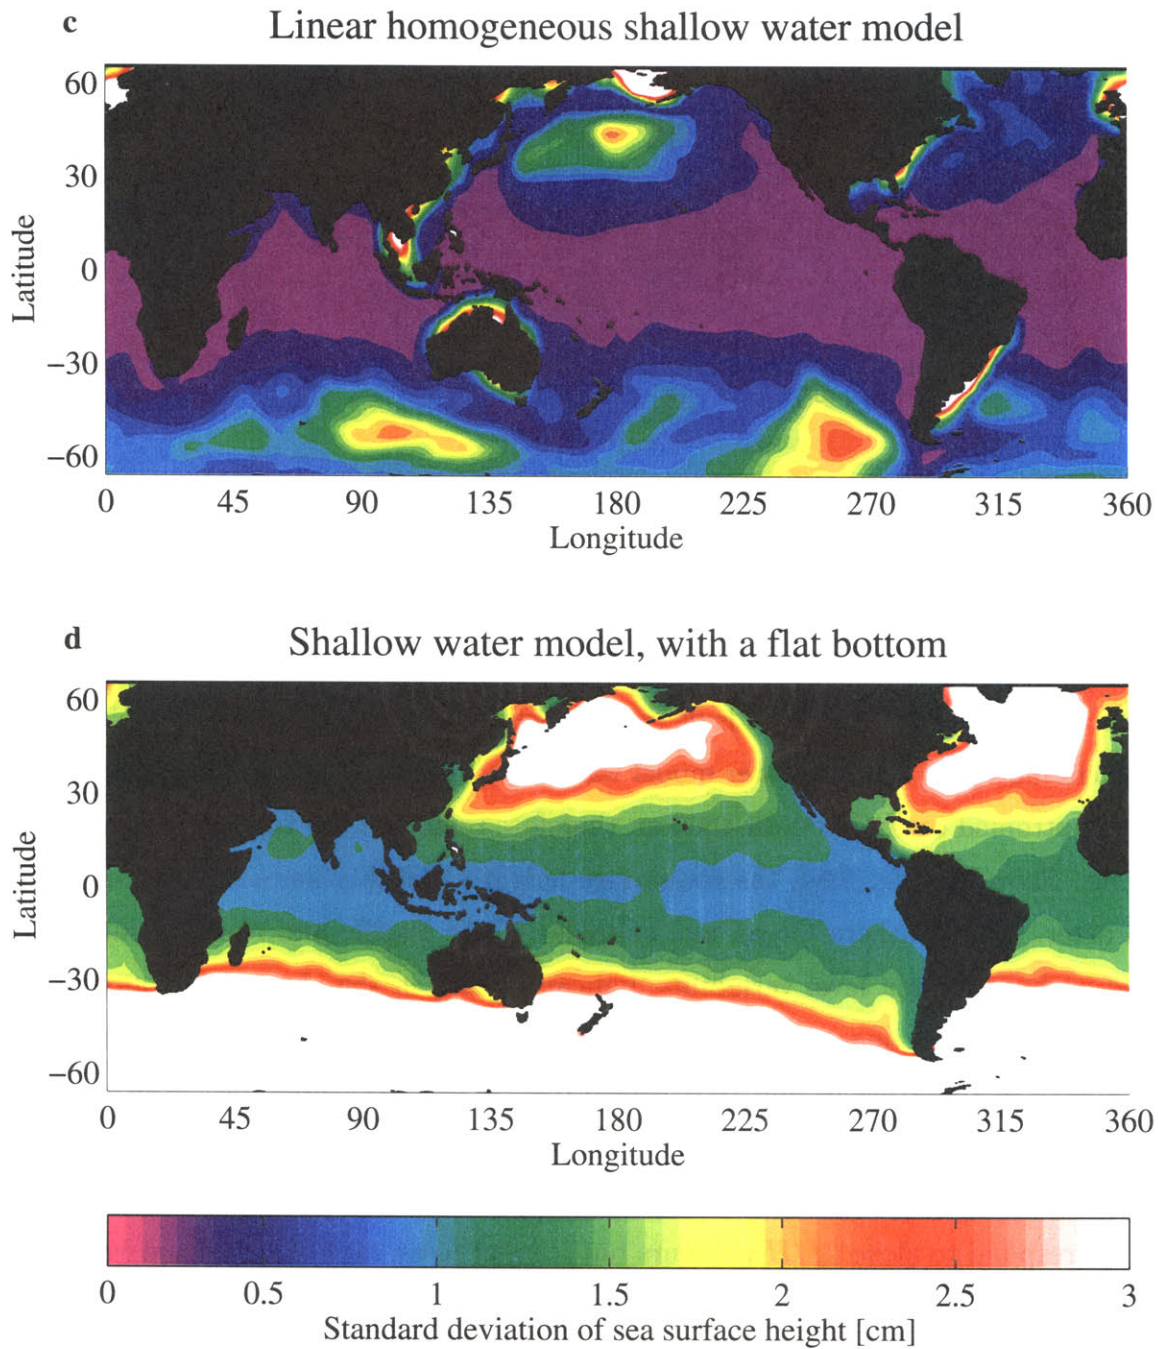 c
Linear homogeneous shallow water model
60
30
0
−30
−60
Latitude
0 45 90 135 180 225 270 315 360
Longitude
d
Shallow water model, with a flat bottom
60
30
0
−30
−60
Latitude
0 45 90 135 180 225 270 315 360
Longitude
0 0.5 1 1.5 2 2.5 3
Standard deviation of sea surface height [cm]